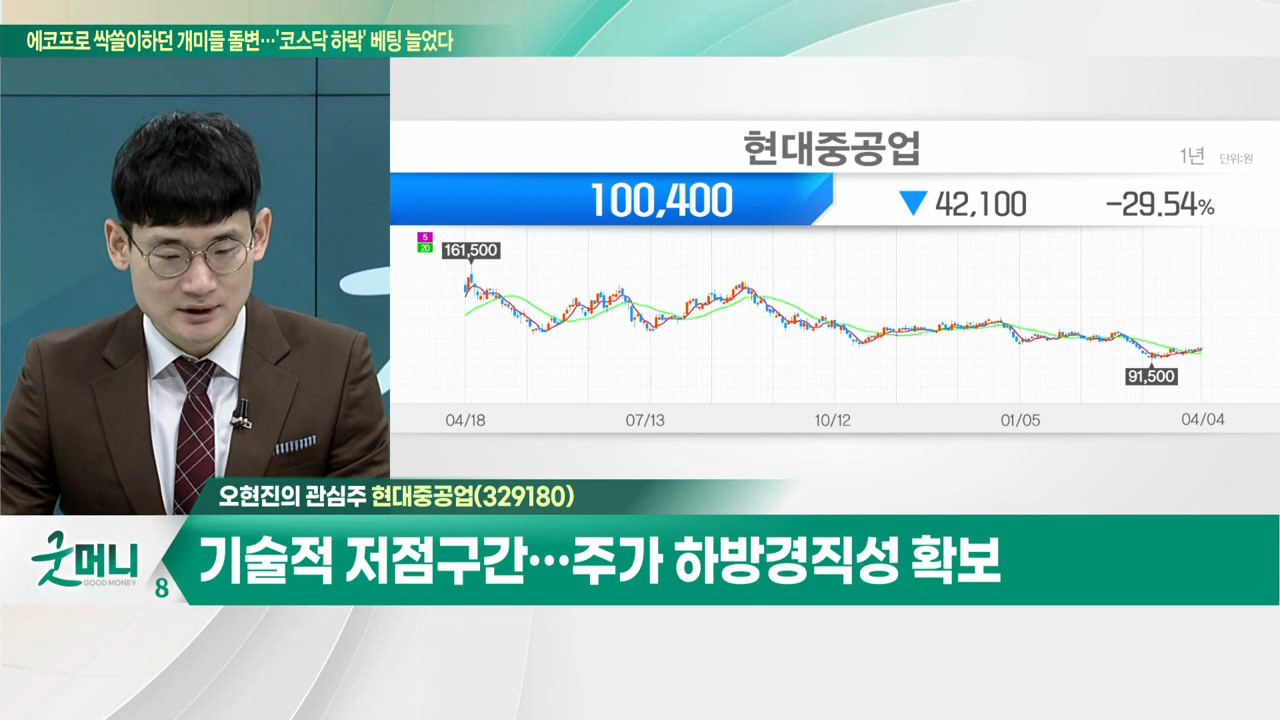 에코프로 싹쓸이하던 개미들 돌변…'코스닥 하락' 베팅 늘었다
현대중공업
1년 단위:원
100,400 ▼ 42,100 -29.54%
5
20
161,500
91,500
04/18 07/13 10/12 01/05 04/04
오현진의 관심주 현대중공업(329180)
굿머니
GOOD MONEY
8
기술적 저점구간…주가 하방경직성 확보